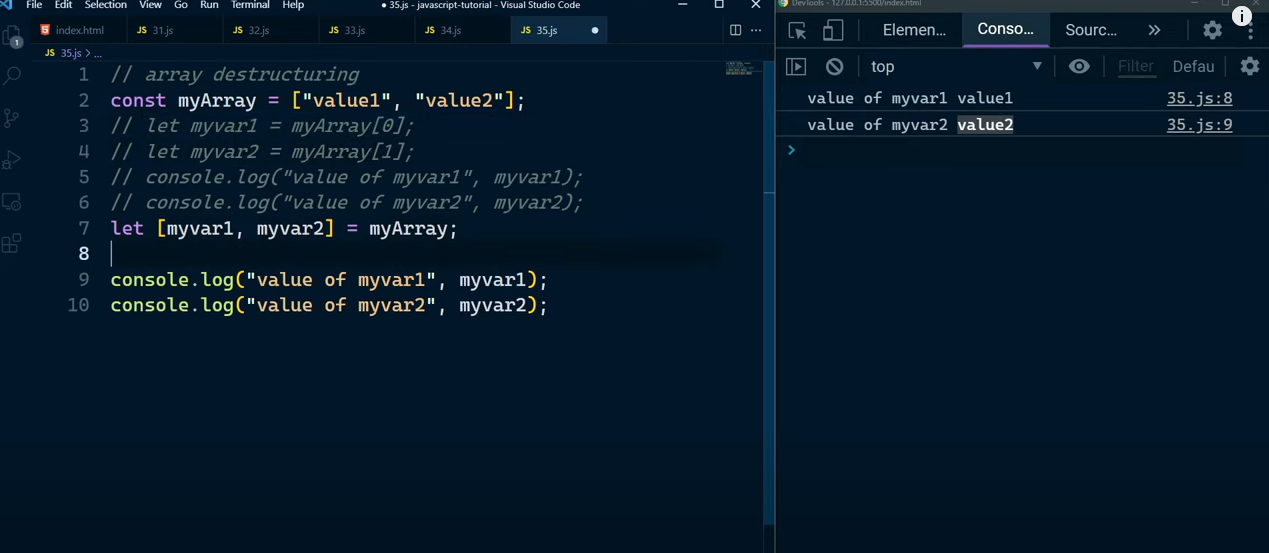 File Edit Selection View Go Run Terminal Help
● 35.js - javascript-tutorial - Visual Studio Code
index.html JS 31.js JS 32.js JS 33.js JS 34.js JS 35.js ●
JS 35.js > ...
1 // array destructuring
2 const myArray = ["value1", "value2"];
3 // let myvar1 = myArray[0];
4 // let myvar2 = myArray[1];
5 // console.log("value of myvar1", myvar1);
6 // console.log("value of myvar2", myvar2);
7 let [myvar1, myvar2] = myArray;
8
9 console.log("value of myvar1", myvar1);
10 console.log("value of myvar2", myvar2);
1
DevTools - 127.0.0.1:5500/index.html
Elemen... Conso... Sourc... »
top Filter Defau
value of myvar1 value1 35.js:8
value of myvar2 value2 35.js:9
>